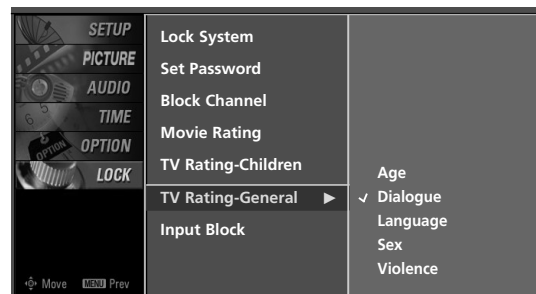 SETUP
PICTURE
AUDIO
TIME
OPTION
LOCK
Move MENU Prev
Lock System
Set Password
Block Channel
Movie Rating
TV Rating-Children
TV Rating-General ▶
Input Block
Age
✓ Dialogue
Language
Sex
Violence